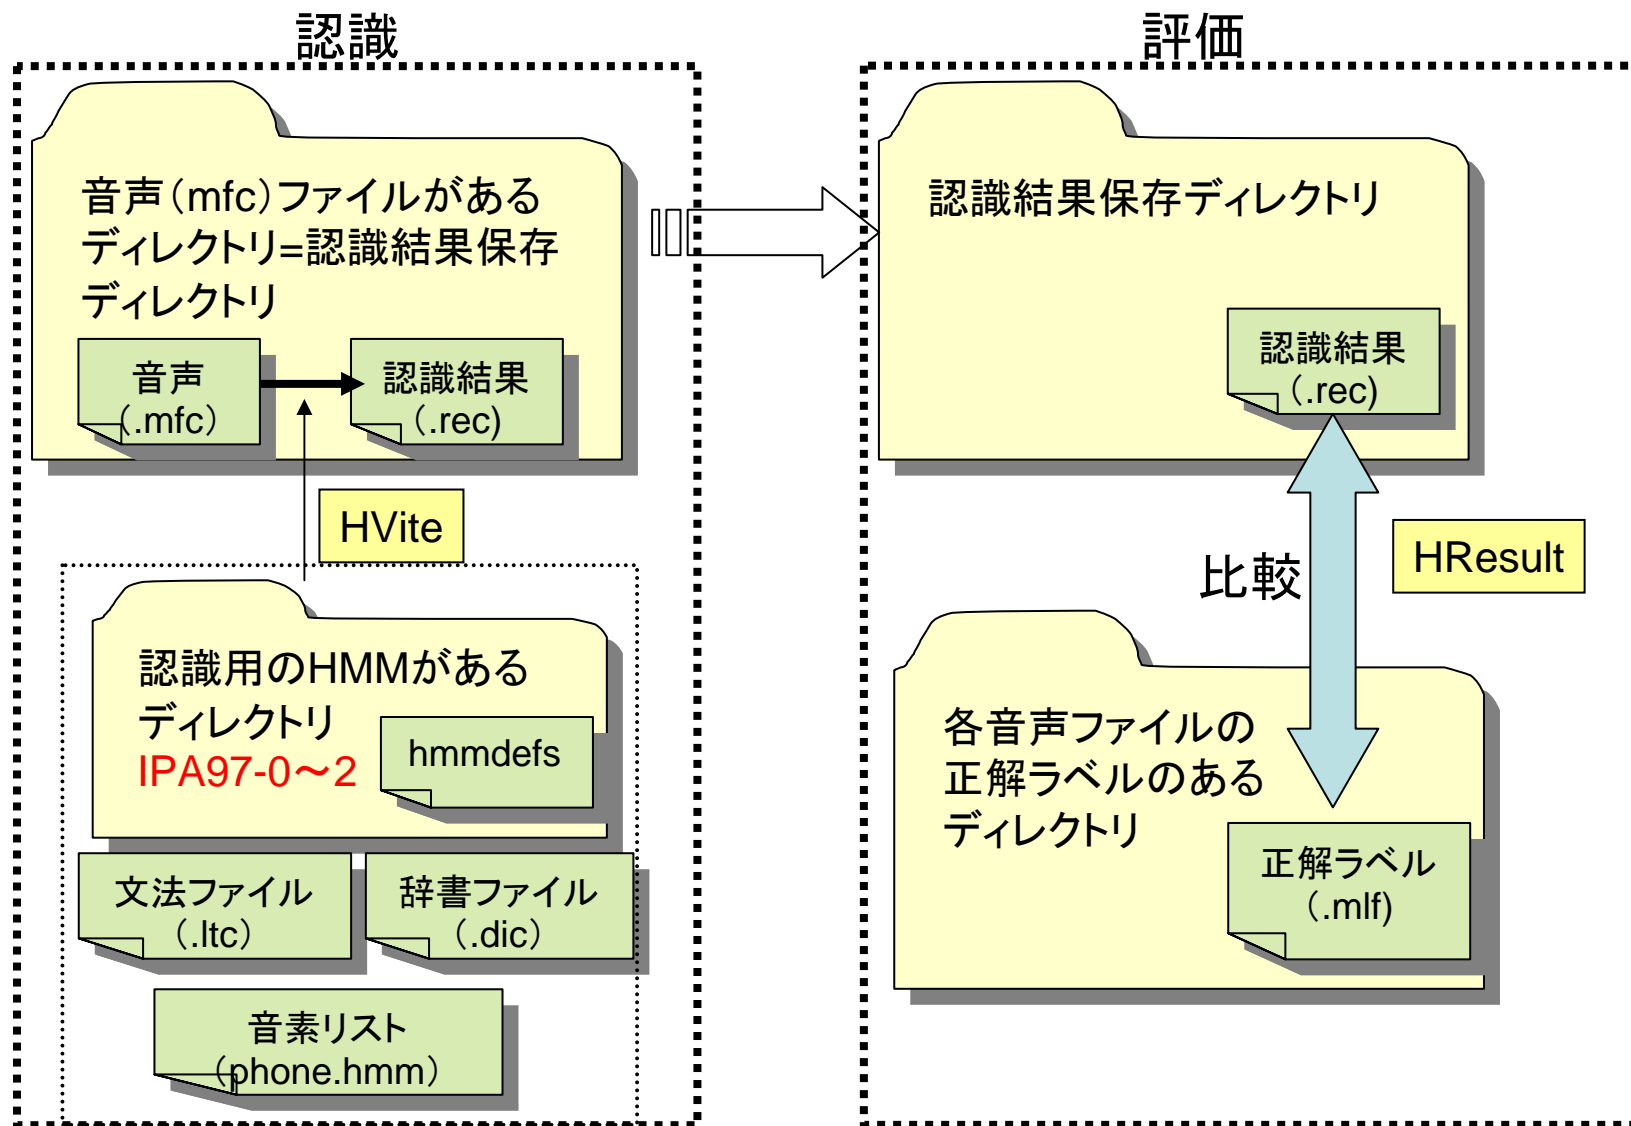 認識
音声（mfc）ファイルがある
ディレクトリ=認識結果保存
ディレクトリ
音声
（.mfc）
認識結果
（.rec)
HVite
認識用のHMMがある
ディレクトリ
IPA97-0～2
hmmdefs
文法ファイル
（.ltc）
辞書ファイル
（.dic）
音素リスト
（phone.hmm）
評価
認識結果保存ディレクトリ
認識結果
（.rec)
比較
HResult
各音声ファイルの
正解ラベルのある
ディレクトリ
正解ラベル
（.mlf)